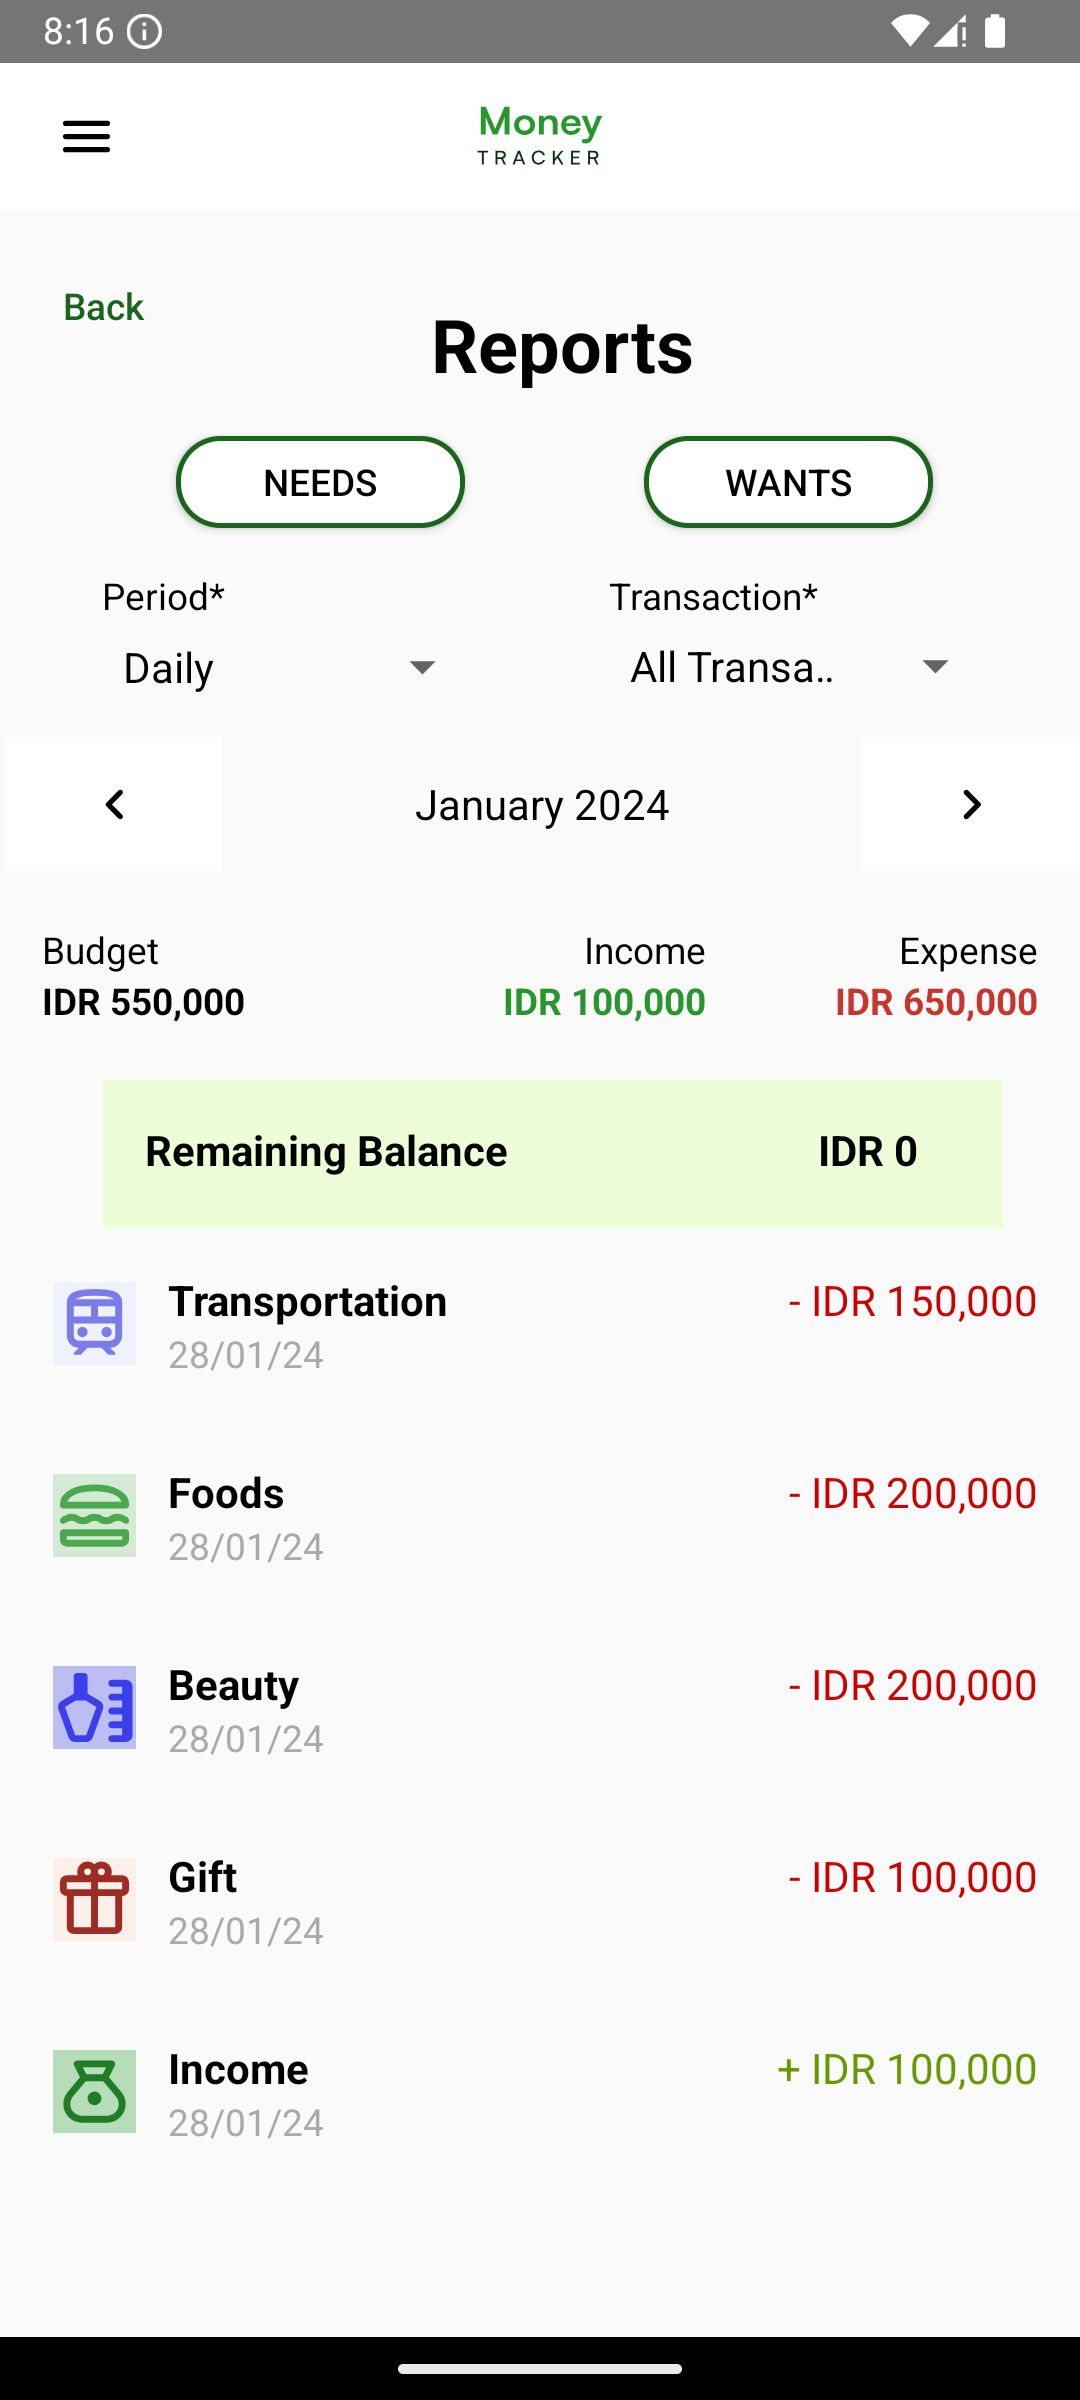 8:16
Money
TRACKER
Back
Reports
NEEDS
WANTS
Period*
Transaction*
Daily
All Transa..
January 2024
Budget
Income
Expense
IDR 550,000
IDR 100,000
IDR 650,000
Remaining Balance
IDR 0
Transportation
- IDR 150,000
28/01/24
Foods
- IDR 200,000
28/01/24
Beauty
- IDR 200,000
28/01/24
Gift
- IDR 100,000
28/01/24
Income
+ IDR 100,000
28/01/24